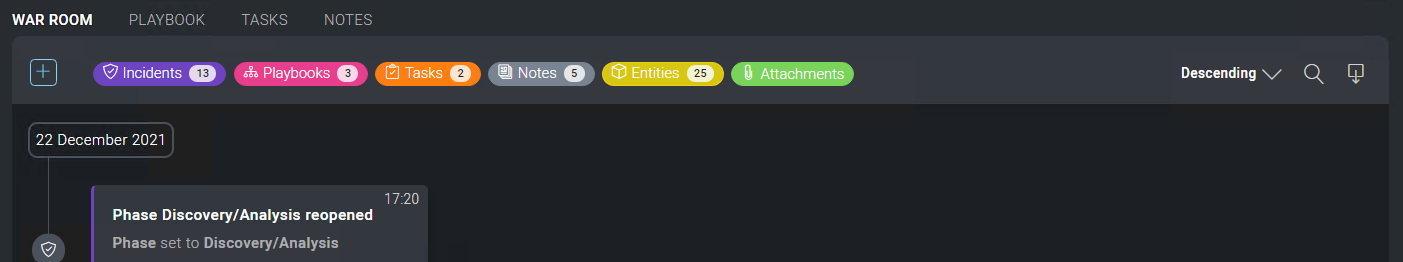 WAR ROOM PLAYBOOK TASKS NOTES
Incidents 13 Playbooks 3 Tasks 2 Notes 5 Entities 25 Attachments Descending
22 December 2021
17:20
Phase Discovery/Analysis reopened
Phase set to Discovery/Analysis